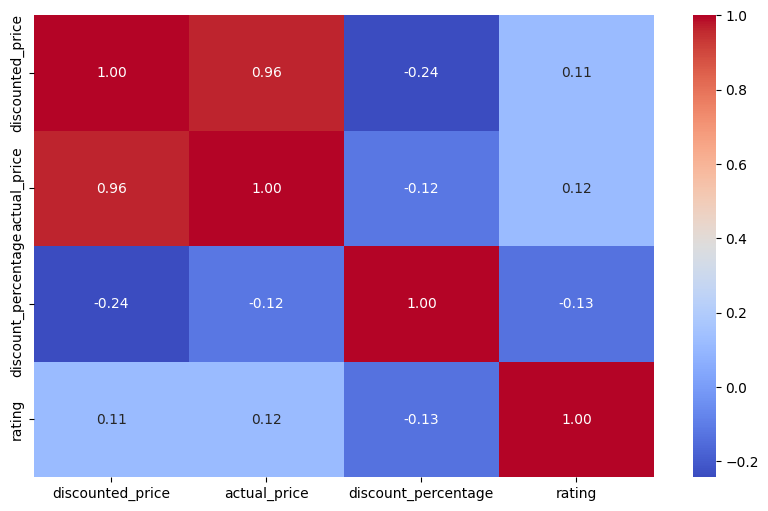 discounted_price
1.00 0.96 -0.24 0.11
actual_price
0.96 1.00 -0.12 0.12
discount_percentage
-0.24 -0.12 1.00 -0.13
rating
0.11 0.12 -0.13 1.00
discounted_price actual_price discount_percentage rating
1.0
0.8
0.6
0.4
0.2
0.0
−0.2